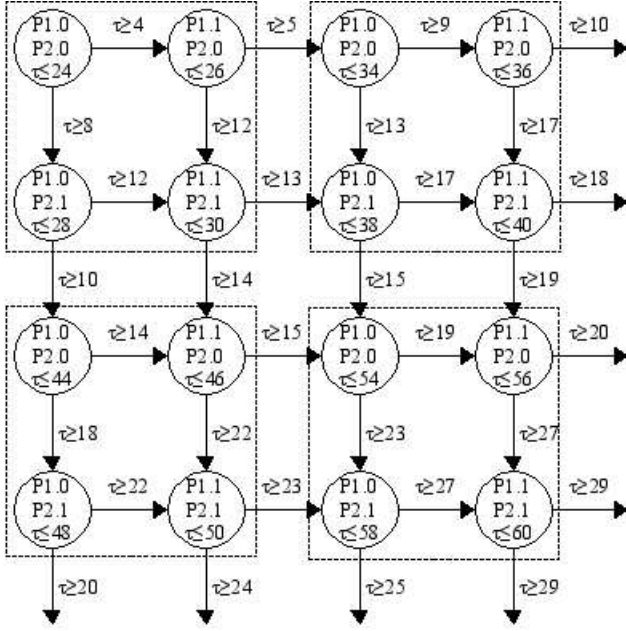 P1.0 τ≥4 P1.1 τ≥5 P1.0 τ≥9 P1.1 τ≥10
P2.0 P2.0 P2.0 P2.0
τ≤24 τ≤26 τ≤34 τ≤36
τ≥8 τ≥12 τ≥13 τ≥17
P1.0 τ≥12 P1.1 τ≥13 P1.0 τ≥17 P1.1 τ≥18
P2.1 P2.1 P2.1 P2.1
τ≤28 τ≤30 τ≤38 τ≤40
τ≥10 τ≥14 τ≥15 τ≥19
P1.0 τ≥14 P1.1 τ≥15 P1.0 τ≥19 P1.1 τ≥20
P2.0 P2.0 P2.0 P2.0
τ≤44 τ≤46 τ≤54 τ≤56
τ≥18 τ≥22 τ≥23 τ≥27
P1.0 τ≥22 P1.1 τ≥23 P1.0 τ≥27 P1.1 τ≥29
P2.1 P2.1 P2.1 P2.1
τ≤48 τ≤50 τ≤58 τ≤60
τ≥20 τ≥24 τ≥25 τ≥29